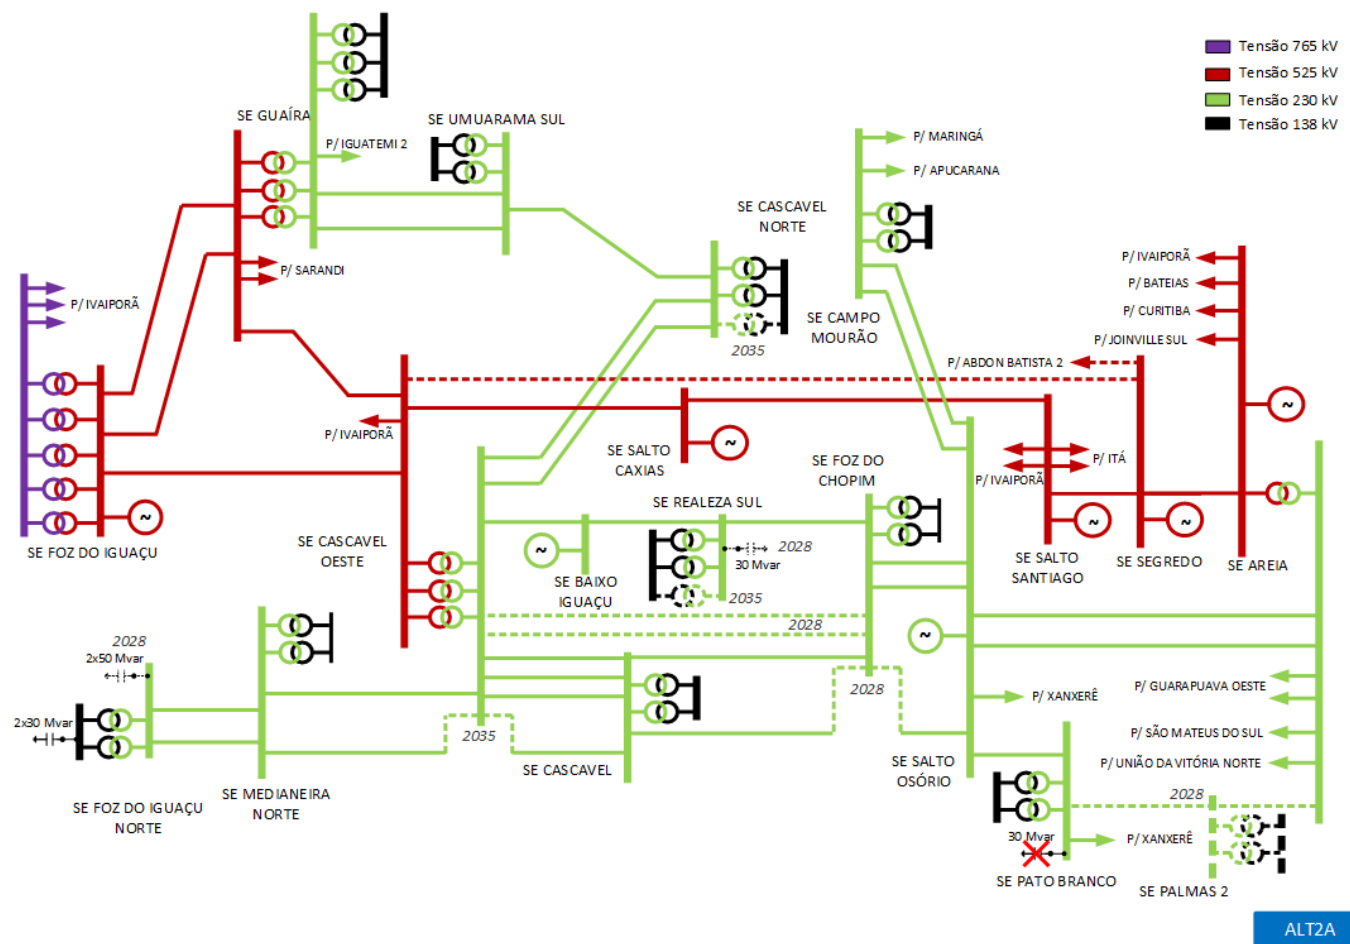 Tensão 765 kV
Tensão 525 kV
Tensão 230 kV
Tensão 138 kV
SE GUAÍRA
SE UMUARAMA SUL
P/ IGUATEMI 2
P/ MARINGÁ
P/ APUCARANA
SE CASCAVEL
NORTE
P/ SARANDI
P/ IVAIPORÃ
P/ IVAIPORÃ
P/ BATEIAS
P/ CURITIBA
P/ JOINVILLE SUL
SE CAMPO
MOURÃO
2035
P/ ABDON BATISTA 2
P/ IVAIPORÃ
SE SALTO
CAXIAS
~
~
SE FOZ DO
CHOPIM
P/ ITÁ
P/ IVAIPORÃ
SE REALEZA SUL
~
~
~
SE FOZ DO IGUAÇU
SE CASCAVEL
OESTE
~
2028
30 Mvar
SE BAIXO
IGUAÇU
2035
SE SALTO
SANTIAGO
SE SEGREDO
SE AREIA
2028
~
2028
2x50 Mvar
2x30 Mvar
2028
2035
P/ XANXERÊ
P/ GUARAPUAVA OESTE
P/ SÃO MATEUS DO SUL
P/ UNIÃO DA VITÓRIA NORTE
SE CASCAVEL
SE SALTO
OSÓRIO
SE FOZ DO IGUAÇU
NORTE
SE MEDIANEIRA
NORTE
2028
30 Mvar
P/ XANXERÊ
SE PATO BRANCO
SE PALMAS 2
ALT2A